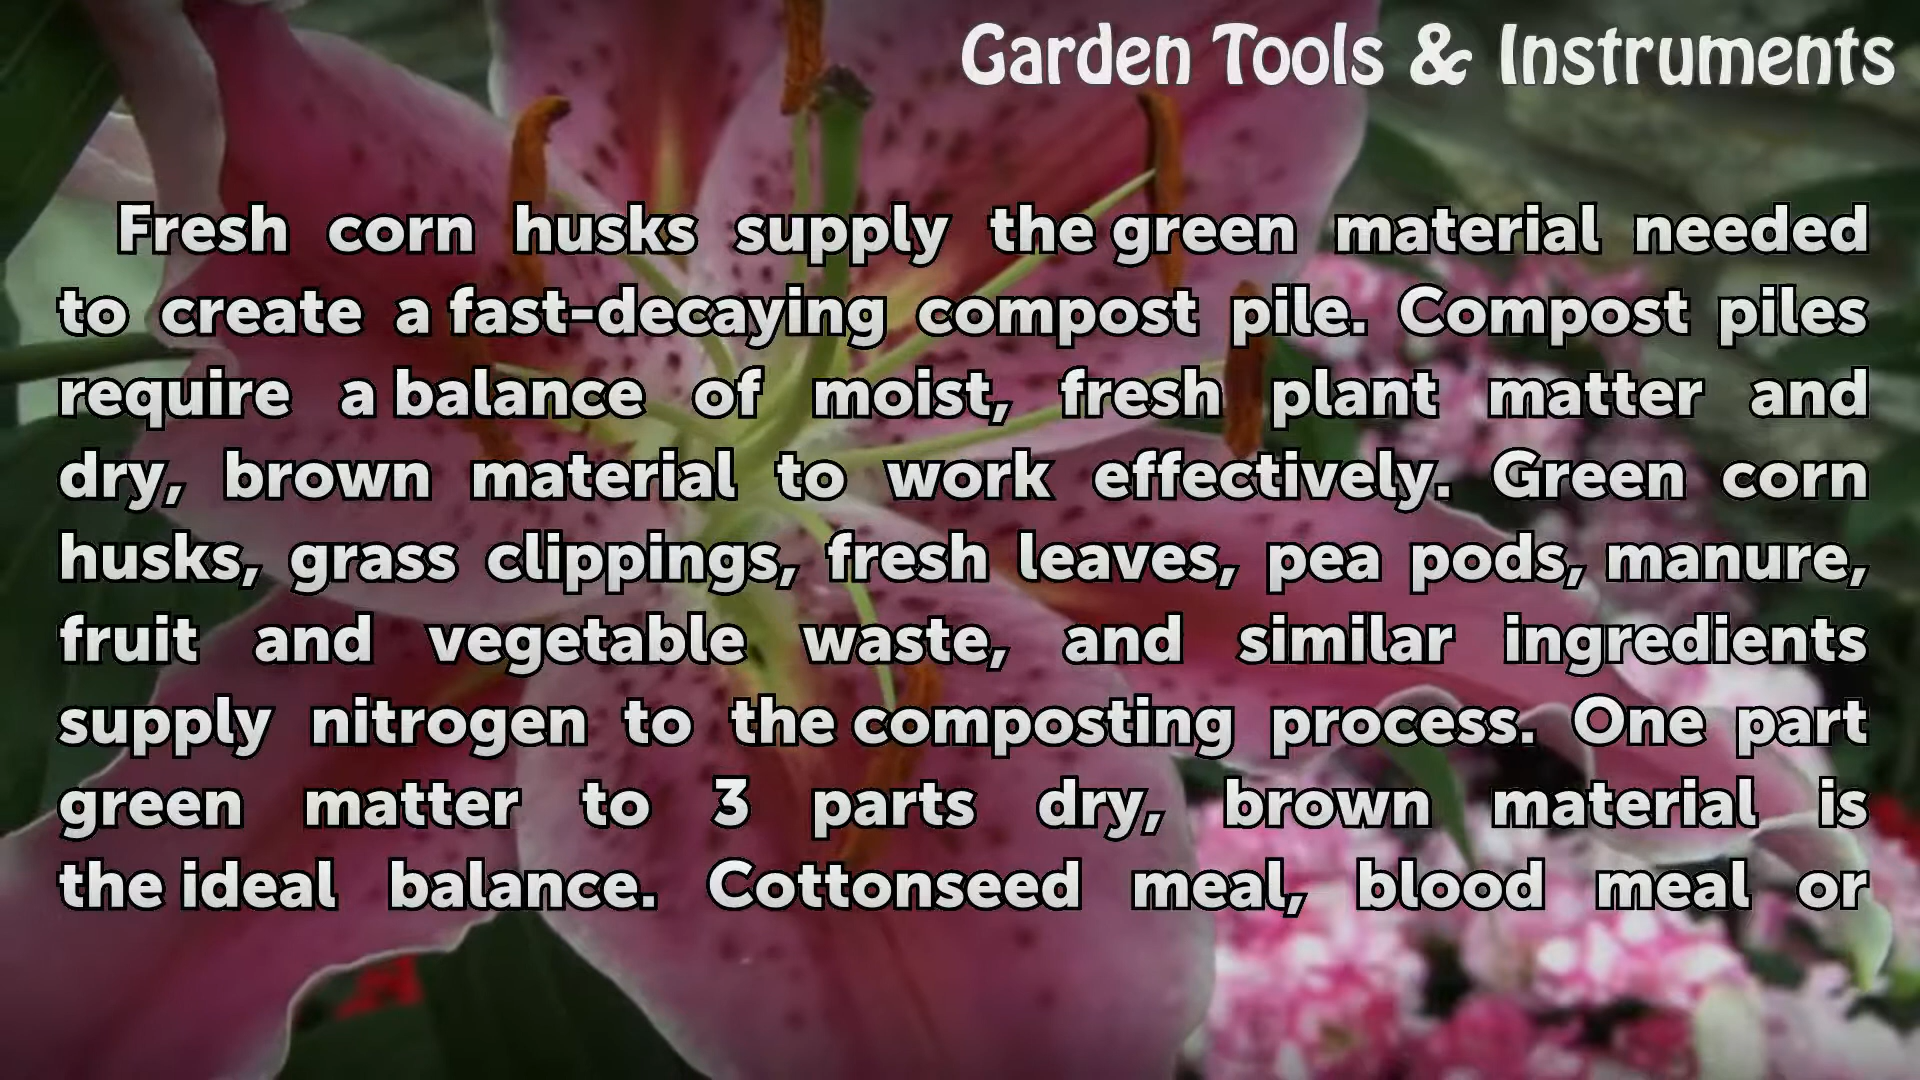 Garden Tools & Instruments
Fresh corn husks supply the green material needed
to create a fast-decaying compost pile. Compost piles
require a balance of moist, fresh plant matter and
dry, brown material to work effectively. Green corn
husks, grass clippings, fresh leaves, pea pods, manure,
fruit and vegetable waste, and similar ingredients
supply nitrogen to the composting process. One part
green matter to 3 parts dry, brown material is
the ideal balance. Cottonseed meal, blood meal or